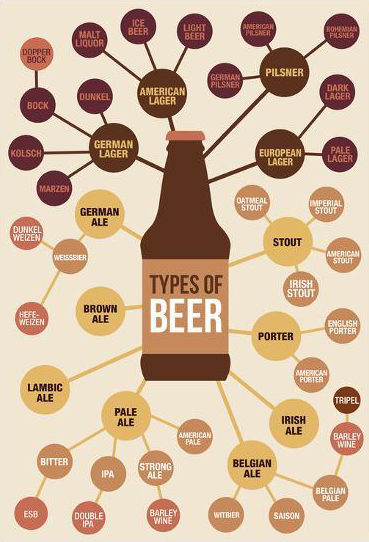 ICE
BEER
LIGHT
BEER
AMERICAN
PILSNER
BOHEMIAN
PILSNER
MALT
LIQUOR
DOPPER
BOCK
AMERICAN
LAGER
GERMAN
PILSNER
PILSNER
DUNKEL
BOCK
DARK
LAGER
KOLSCH
GERMAN
LAGER
EUROPEAN
LAGER
PALE
LAGER
MARZEN
GERMAN
ALE
OATMEAL
STOUT
IMPERIAL
STOUT
DUNKEL
WEIZEN
WEISSBIER
STOUT
AMERICAN
STOUT
IRISH
STOUT
TYPES OF
BEER
HEFE-
WEIZEN
BROWN
ALE
PORTER
ENGLISH
PORTER
AMERICAN
PORTER
LAMBIC
ALE
PALE
ALE
IRISH
ALE
TRIPEL
AMERICAN
PALE
BARLEY
WINE
BITTER
IPA
STRONG
ALE
BELGIAN
ALE
BELGIAN
PALE
ESB
DOUBLE
IPA
BARLEY
WINE
WITBIER
SAISON